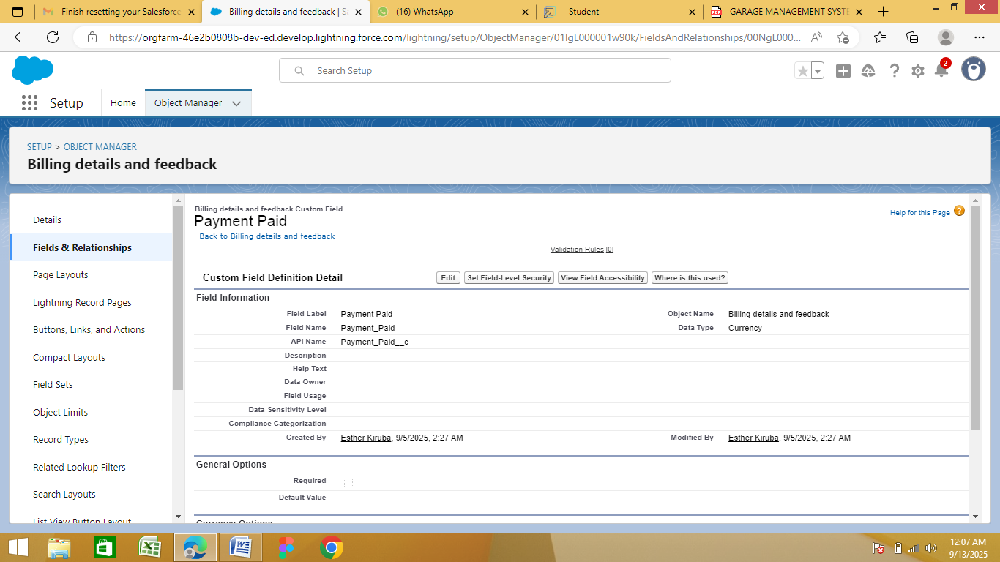 Finish resetting your Salesforce
Billing details and feedback | S
(16) WhatsApp
- Student
GARAGE MANAGEMENT SYSTE
https://orgfarm-46e2b0808b-dev-ed.develop.lightning.force.com/lightning/setup/ObjectManager/01IgL000001w90k/FieldsAndRelationships/00NgL000...
Search Setup
2
Setup
Home
Object Manager
SETUP > OBJECT MANAGER
Billing details and feedback
Details
Fields & Relationships
Page Layouts
Lightning Record Pages
Buttons, Links, and Actions
Compact Layouts
Field Sets
Object Limits
Record Types
Related Lookup Filters
Search Layouts
List View Button Layout
Billing details and feedback Custom Field
Payment Paid
Back to Billing details and feedback
Help for this Page
Validation Rules [0]
Custom Field Definition Detail
Edit
Set Field-Level Security
View Field Accessibility
Where is this used?
Field Information
Field Label Payment Paid
Object Name Billing details and feedback
Field Name Payment_Paid
Data Type Currency
API Name Payment_Paid__c
Description
Help Text
Data Owner
Field Usage
Data Sensitivity Level
Compliance Categorization
Created By Esther Kiruba, 9/5/2025, 2:27 AM
Modified By Esther Kiruba, 9/5/2025, 2:27 AM
General Options
Required
Default Value
Currency Options
12:07 AM
9/13/2025